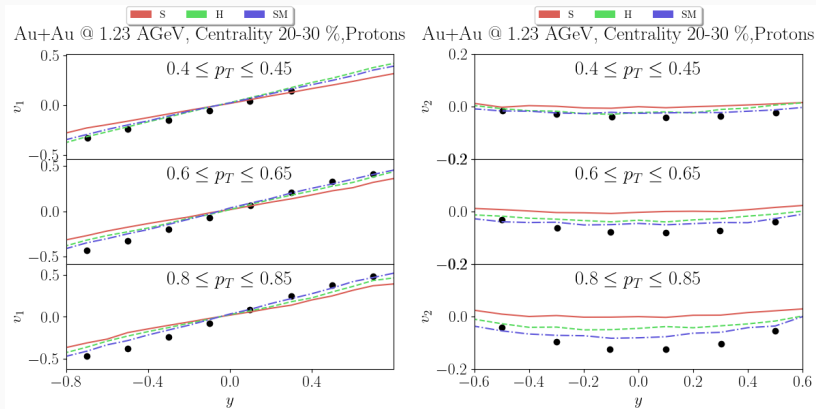 S H SM
Au+Au @ 1.23 AGeV, Centrality 20-30 %,Protons
0.5
0.4 ≤ p_T ≤ 0.45
v_1
0.0
−0.5
0.5
0.6 ≤ p_T ≤ 0.65
v_1
0.0
−0.5
0.5
0.8 ≤ p_T ≤ 0.85
v_1
0.0
−0.5
−0.8 −0.4 0.0 0.4
y
S H SM
Au+Au @ 1.23 AGeV, Centrality 20-30 %,Protons
0.2
0.4 ≤ p_T ≤ 0.45
v_2
0.0
−0.2
0.6 ≤ p_T ≤ 0.65
v_2
0.0
−0.2
0.8 ≤ p_T ≤ 0.85
v_2
0.0
−0.2
−0.6 −0.4 −0.2 0.0 0.2 0.4 0.6
y